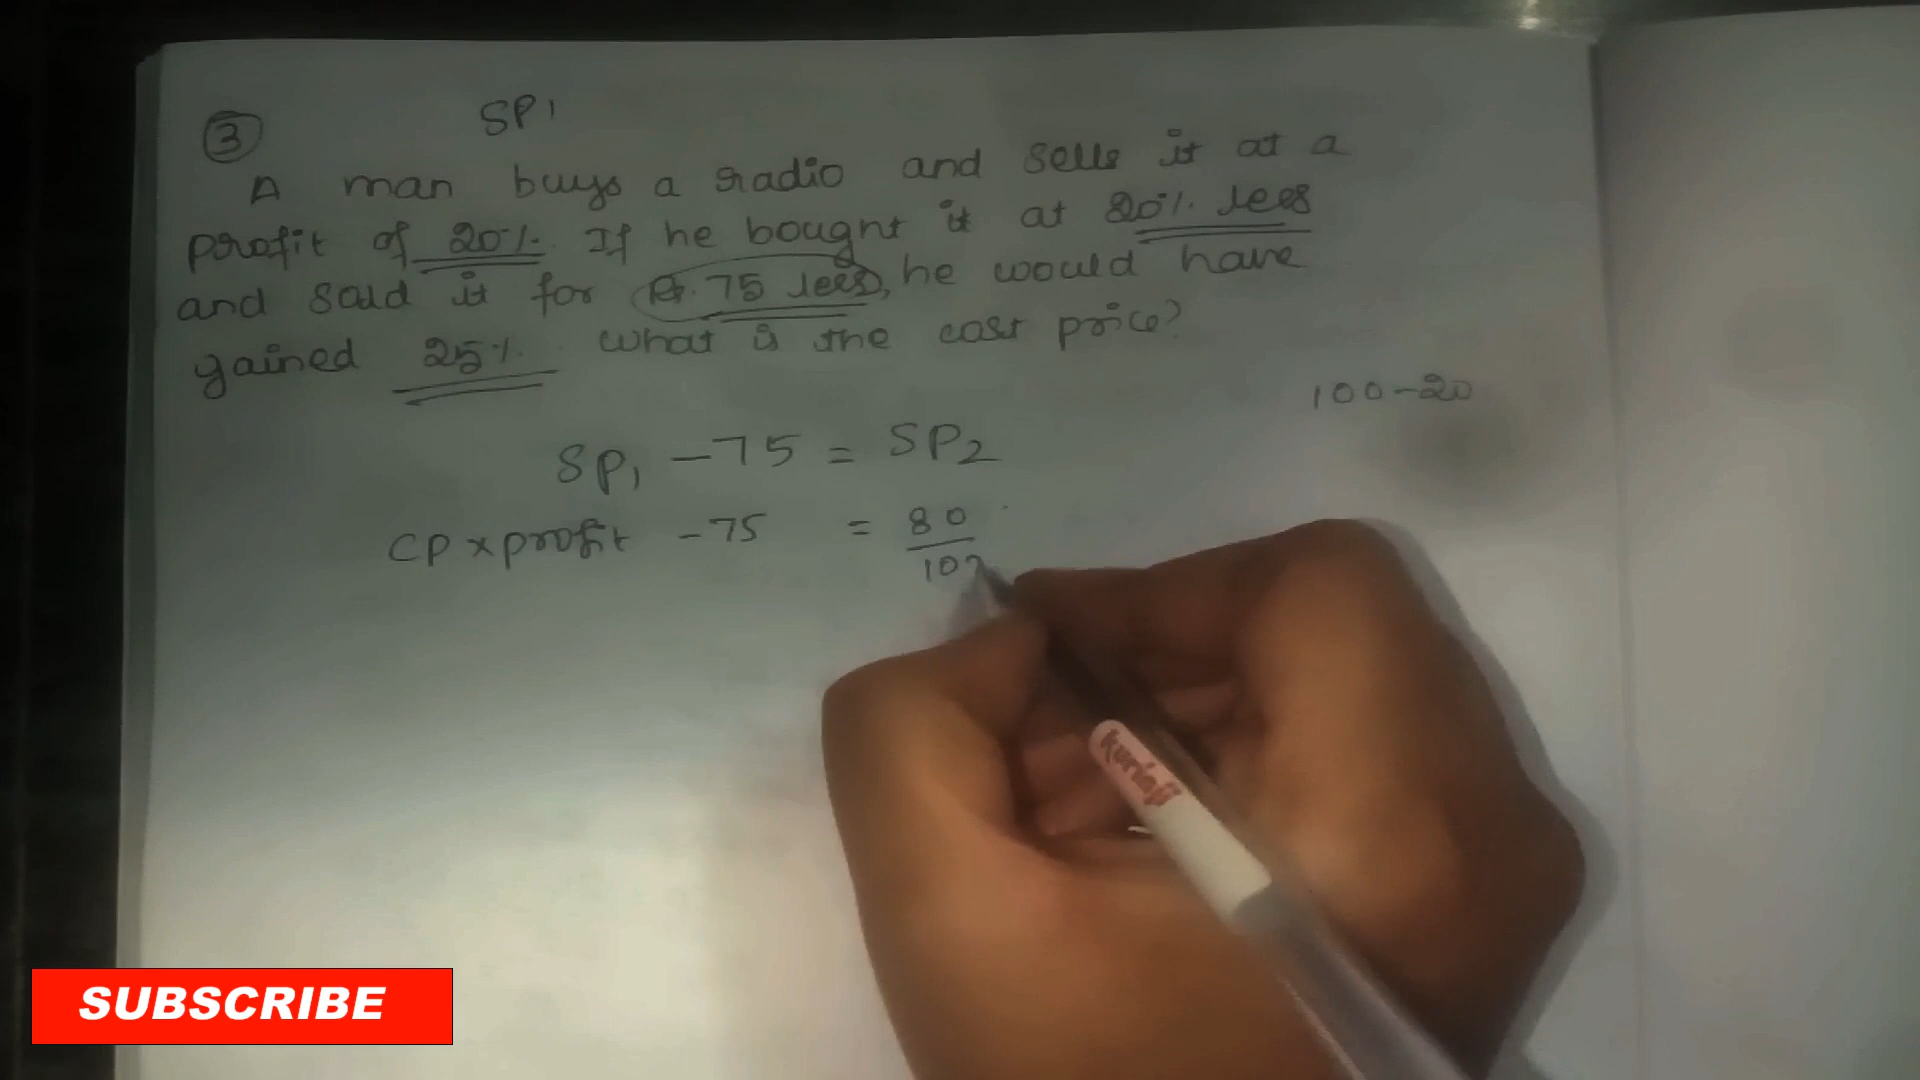 3
SP1
A man buys a radio and sells it at a
profit of 20%. If he bought it at 20% less
and sold it for Rs. 75 less, he would have
gained 25%. What is the cost price?
100-20
SP1 - 75 = SP2
CP x profit - 75 = 80
100
Kurinji
SUBSCRIBE